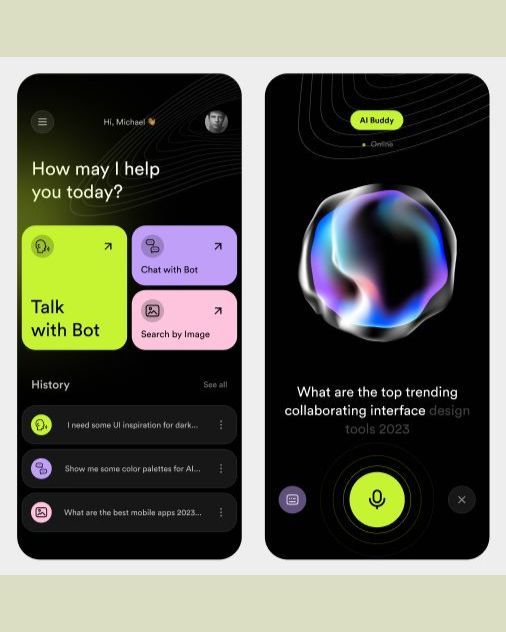 Hi, Michael 👋
How may I help
you today?
Talk
with Bot
Chat with Bot
Search by Image
History
See all
I need some UI inspiration for dark...
Show me some color palettes for AI...
What are the best mobile apps 2023...
AI Buddy
Online
What are the top trending
collaborating interface design
tools 2023